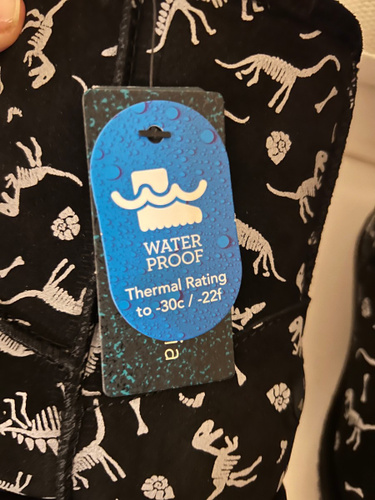 WATER
PROOF
Thermal Rating
to -30c / -22f